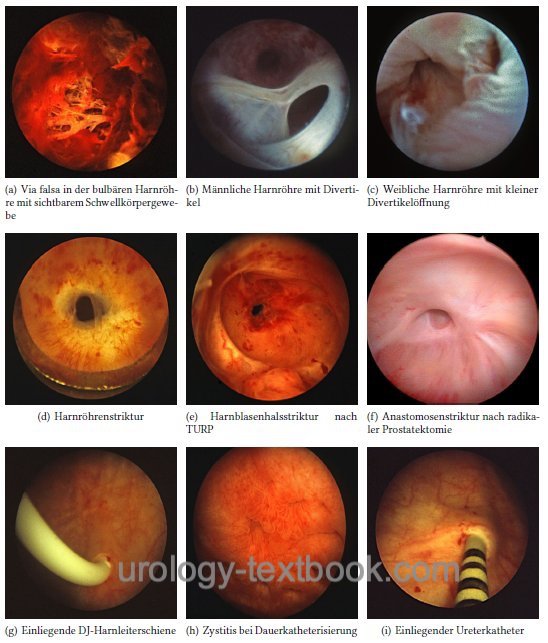 (a) Via falsa in der bulbären Harnröh-
re mit sichtbarem Schwellkörpergewe-
be
(b) Männliche Harnröhre mit Diverti-
kel
(c) Weibliche Harnröhre mit kleiner
Divertikelöffnung
(d) Harnröhrenstriktur
(e) Harnblasenhalsstriktur nach
TURP
(f) Anastomosenstriktur nach radika-
ler Prostatektomie
urology-textbook.com
(g) Einliegende DJ-Harnleiterschiene
(h) Zystitis bei Dauerkatheterisierung
(i) Einliegender Ureterkatheter